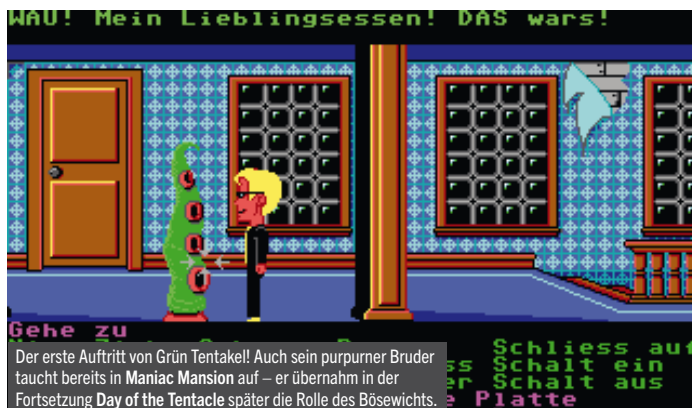 WAU! Mein Lieblingsessen! DAS wars!
Gehe zu
Schliess auf
Schalt ein
Schalt aus
Platte
Der erste Auftritt von Grün Tentakel! Auch sein purpurner Bruder
taucht bereits in Maniac Mansion auf – er übernahm in der
Fortsetzung Day of the Tentacle später die Rolle des Bösewichts.